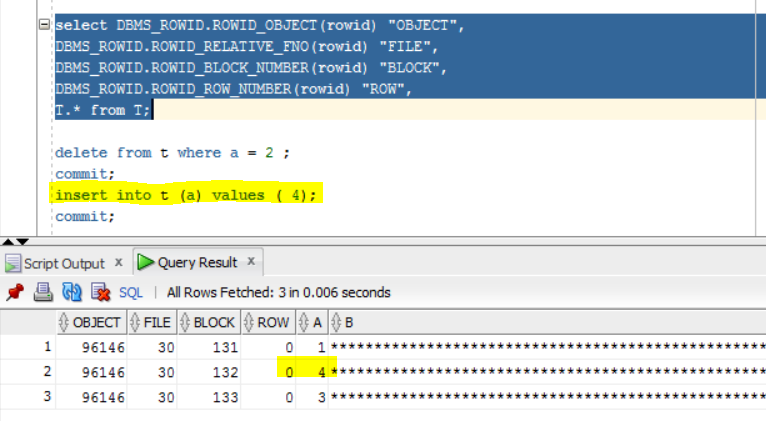 select DBMS_ROWID.ROWID_OBJECT(rowid) "OBJECT",
DBMS_ROWID.ROWID_RELATIVE_FNO(rowid) "FILE",
DBMS_ROWID.ROWID_BLOCK_NUMBER(rowid) "BLOCK",
DBMS_ROWID.ROWID_ROW_NUMBER(rowid) "ROW",
T.* from T;
delete from t where a = 2 ;
commit;
insert into t (a) values ( 4);
commit;
Script Output x Query Result x
SQL | All Rows Fetched: 3 in 0.006 seconds
OBJECT FILE BLOCK ROW A B
1 96146 30 131 0 1 **************************************************
2 96146 30 132 0 4 **************************************************
3 96146 30 133 0 3 **************************************************